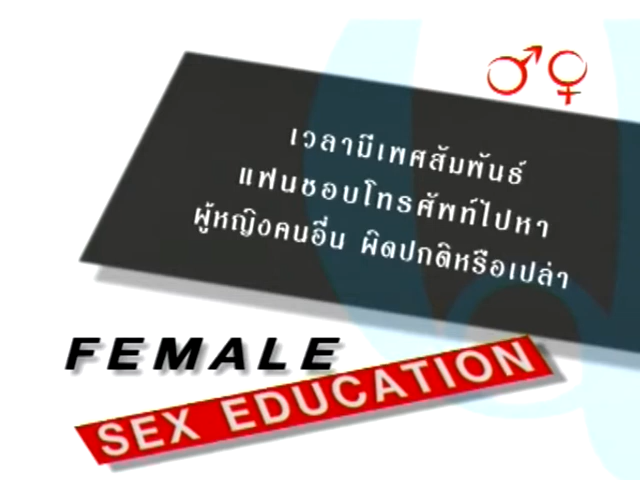 เวลามีเพศสัมพันธ์
แฟนชอบโทรศัพท์ไปหา
ผู้หญิงคนอื่น ผิดปกติหรือเปล่า
FEMALE
SEX EDUCATION